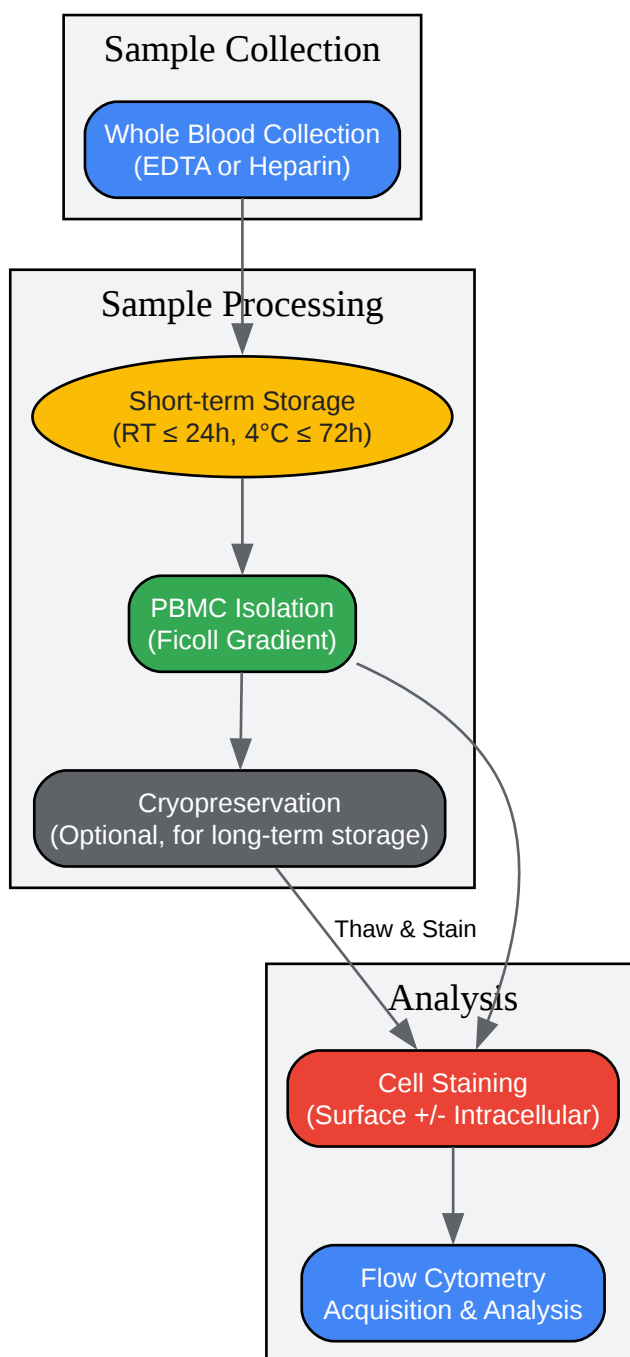 Sample Collection
Whole Blood Collection
(EDTA or Heparin)
Sample Processing
Short-term Storage
(RT ≤ 24h, 4°C ≤ 72h)
PBMC Isolation
(Ficoll Gradient)
Cryopreservation
(Optional, for long-term storage)
Thaw & Stain
Analysis
Cell Staining
(Surface +/- Intracellular)
Flow Cytometry
Acquisition & Analysis